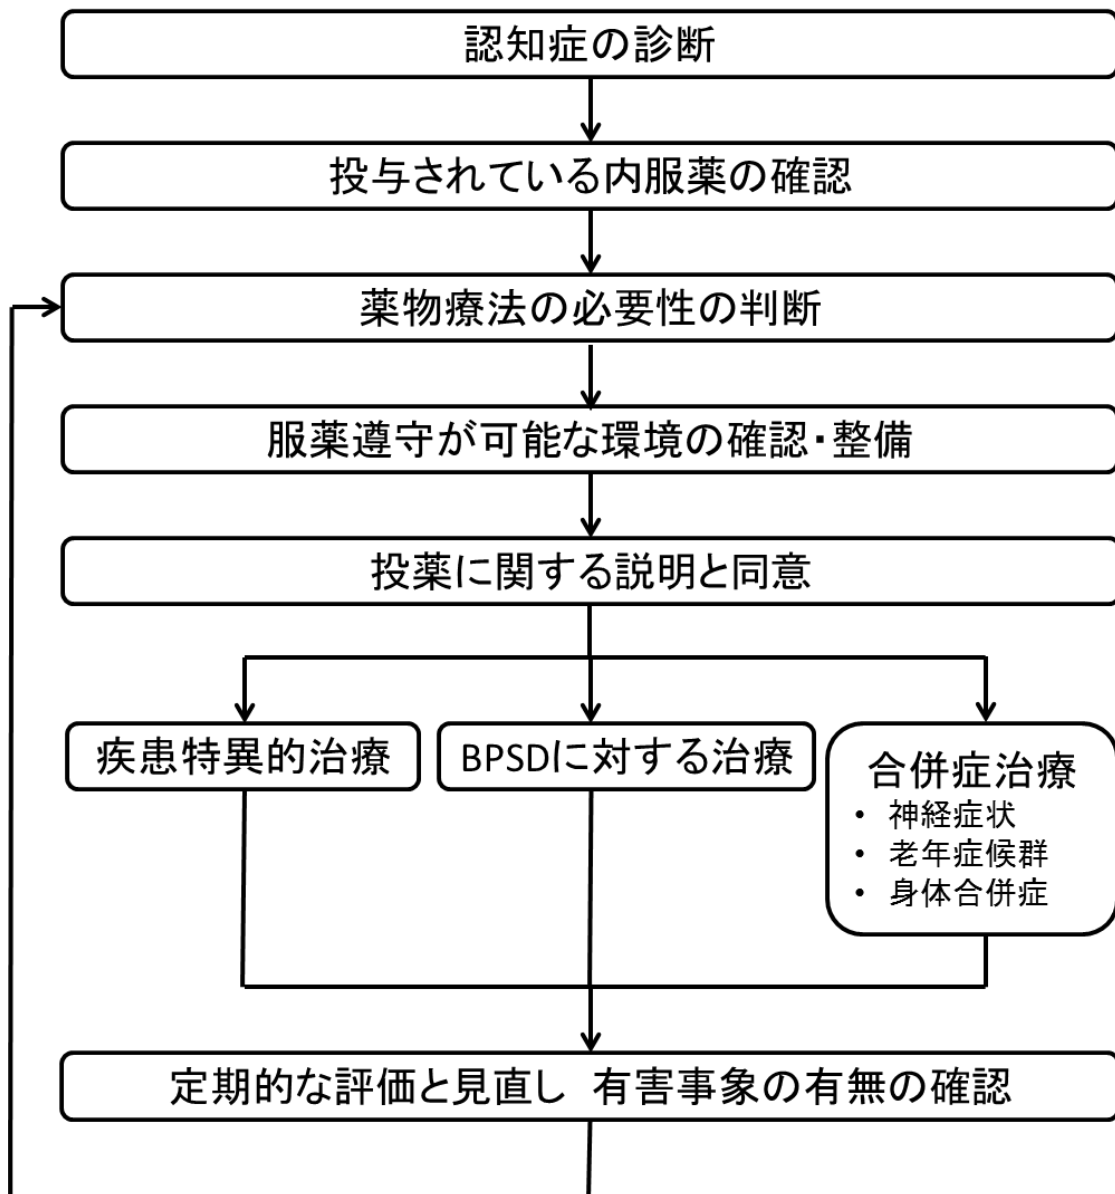 認知症の診断
投与されている内服薬の確認
薬物療法の必要性の判断
服薬遵守が可能な環境の確認・整備
投薬に関する説明と同意
疾患特異的治療
BPSDに対する治療
合併症治療
• 神経症状
• 老年症候群
• 身体合併症
定期的な評価と見直し 有害事象の有無の確認